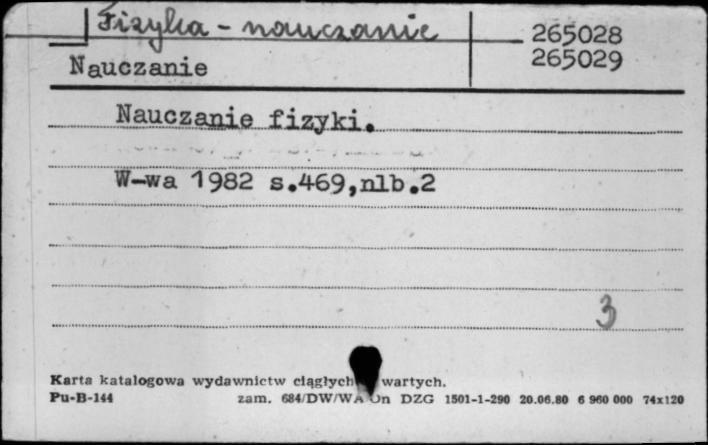 Fizyka - nauczanie
265028
265029
Nauczanie
Nauczanie fizyki.
W-wa 1982 s.469,nlb.2
3
Karta katalogowa wydawnictw ciągłych wartych.
Pu-B-144 zam. 684/DW/WA On DZG 1501-1-290 20.06.80 6 960 000 74x120